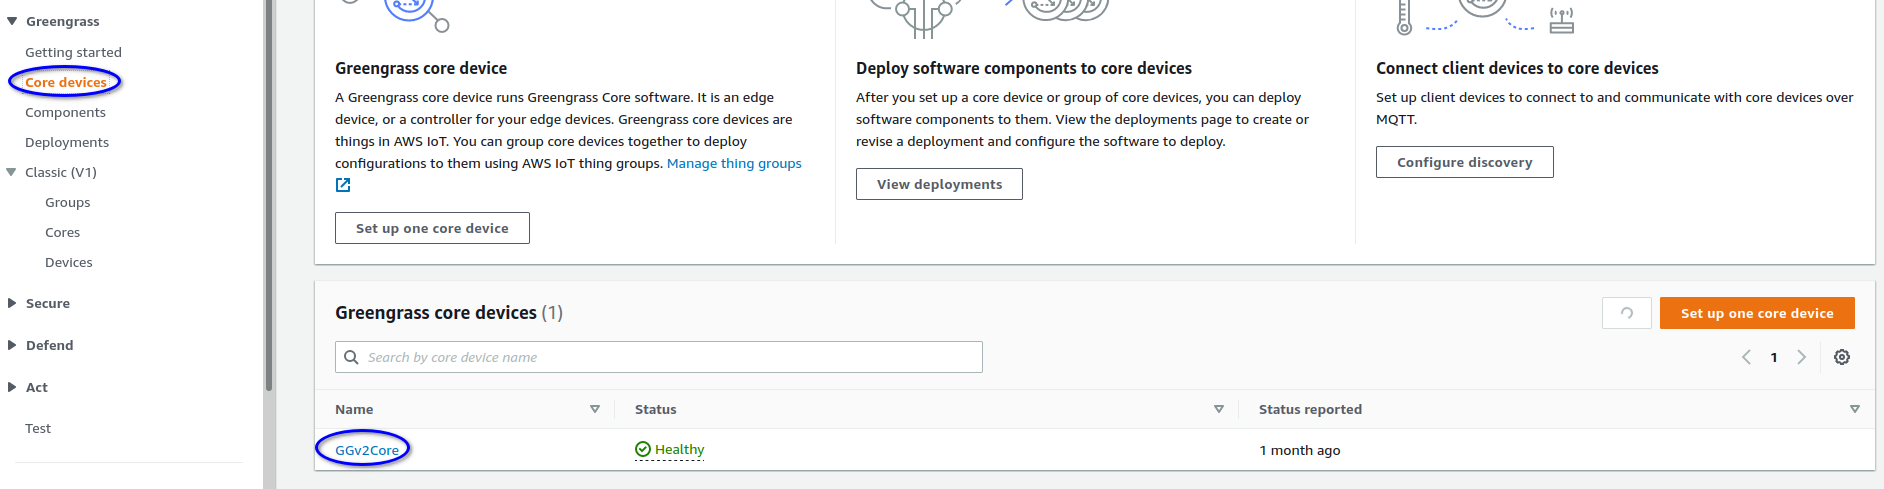 Greengrass
Getting started
Core devices
Components
Deployments
Classic (V1)
Groups
Cores
Devices
Secure
Defend
Act
Test
Greengrass core device
A Greengrass core device runs Greengrass Core software. It is an edge
device, or a controller for your edge devices. Greengrass core devices are
things in AWS IoT. You can group core devices together to deploy
configurations to them using AWS IoT thing groups. Manage thing groups
Set up one core device
Deploy software components to core devices
After you set up a core device or group of core devices, you can deploy
software components to them. View the deployments page to create or
revise a deployment and configure the software to deploy.
View deployments
Connect client devices to core devices
Set up client devices to connect to and communicate with core devices over
MQTT.
Configure discovery
Greengrass core devices (1)
Set up one core device
Search by core device name
1
Name Status Status reported
GGv2Core Healthy 1 month ago